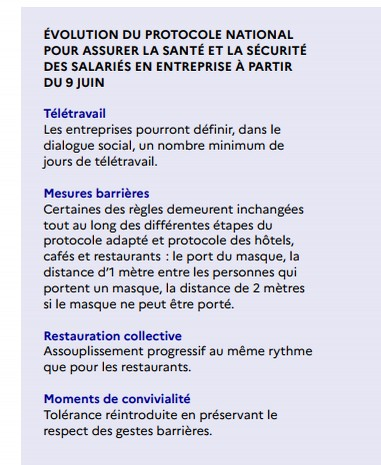 ÉVOLUTION DU PROTOCOLE NATIONAL
POUR ASSURER LA SANTÉ ET LA SÉCURITÉ
DES SALARIÉS EN ENTREPRISE À PARTIR
DU 9 JUIN
Télétravail
Les entreprises pourront définir, dans le
dialogue social, un nombre minimum de
jours de télétravail.
Mesures barrières
Certaines des règles demeurent inchangées
tout au long des différentes étapes du
protocole adapté et protocole des hôtels,
cafés et restaurants : le port du masque, la
distance d’1 mètre entre les personnes qui
portent un masque, la distance de 2 mètres
si le masque ne peut être porté.
Restauration collective
Assouplissement progressif au même rythme
que pour les restaurants.
Moments de convivialité
Tolérance réintroduite en préservant le
respect des gestes barrières.